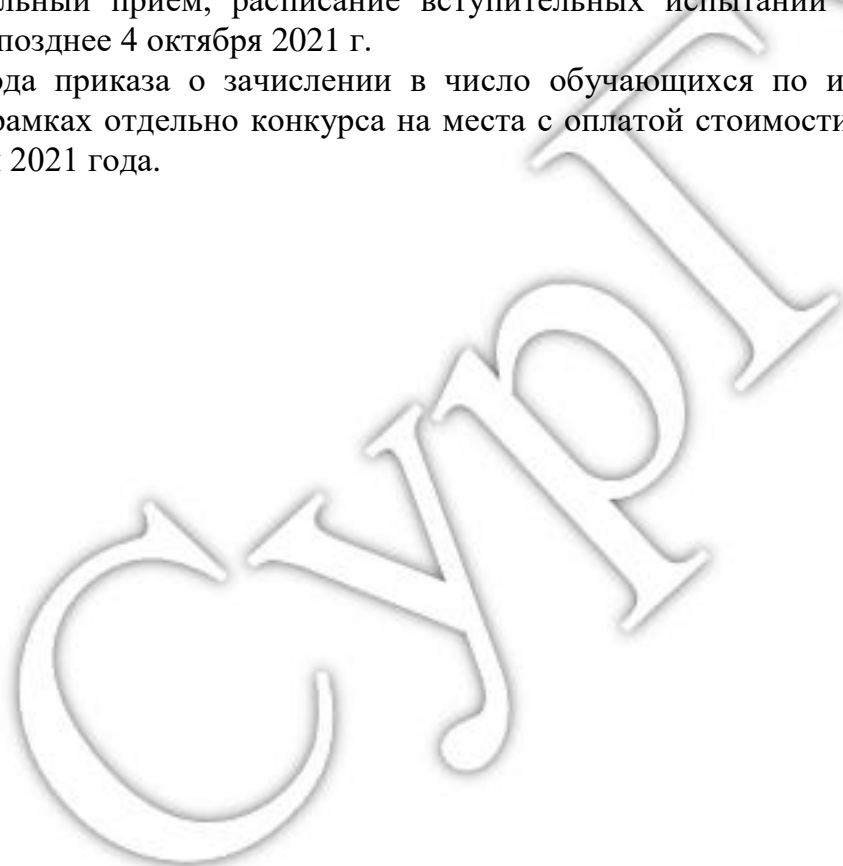 льный прием, расписание вступительных испытаний
позднее 4 октября 2021 г.
ода приказа о зачислении в число обучающихся по и
рамках отдельно конкурса на места с оплатой стоимости
2021 года.
СурГ